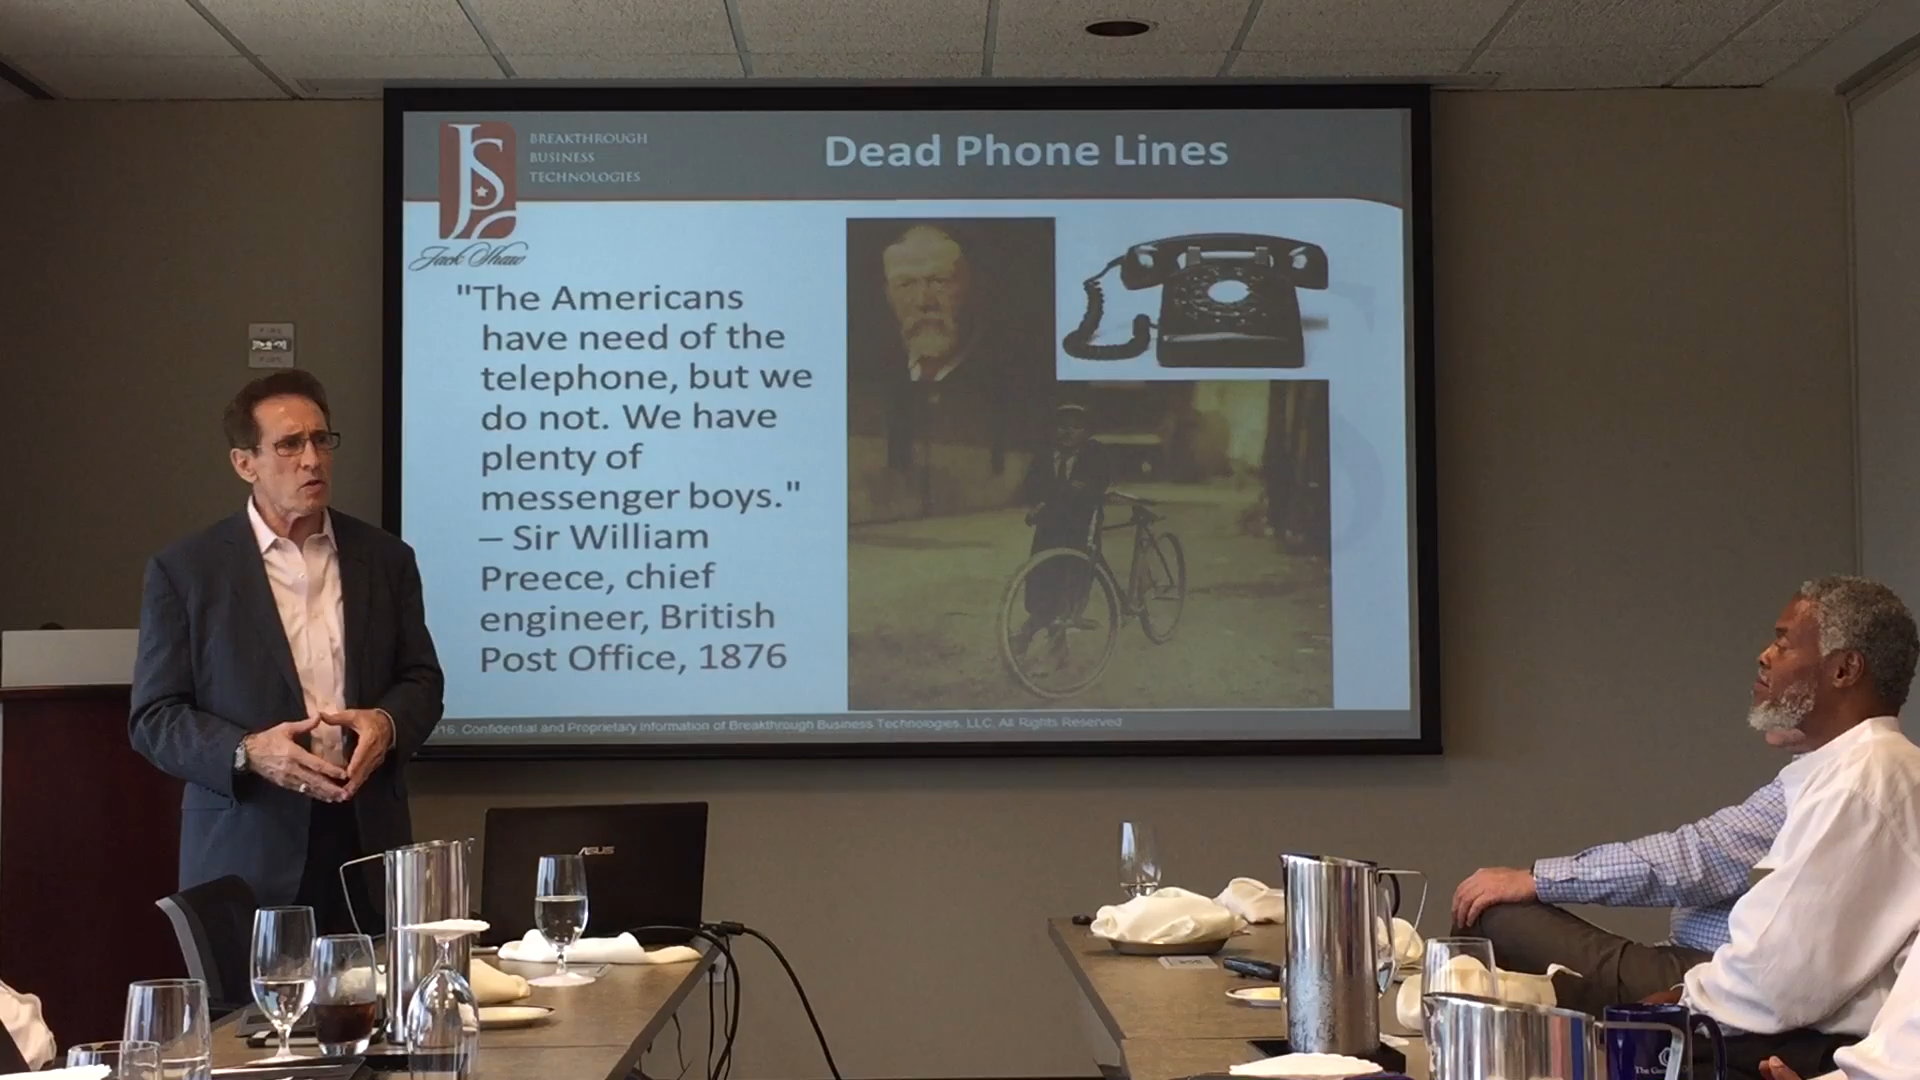 BREAKTHROUGH
BUSINESS
TECHNOLOGIES
JS
Jack Shaw
Dead Phone Lines
"The Americans
have need of the
telephone, but we
do not. We have
plenty of
messenger boys."
– Sir William
Preece, chief
engineer, British
Post Office, 1876
16, Confidential and Proprietary Information of Breakthrough Business Technologies, LLC. All Rights Reserved
ASUS